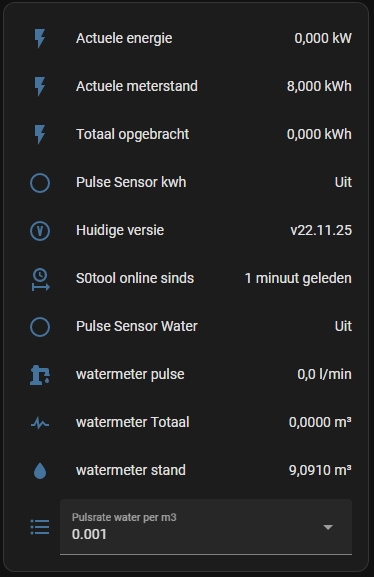 Actuele energie 0,000 kW
Actuele meterstand 8,000 kWh
Totaal opgebracht 0,000 kWh
Pulse Sensor kwh Uit
Huidige versie v22.11.25
S0tool online sinds 1 minuut geleden
Pulse Sensor Water Uit
watermeter pulse 0,0 l/min
watermeter Totaal 0,0000 m³
watermeter stand 9,0910 m³
Pulsrate water per m3
0.001